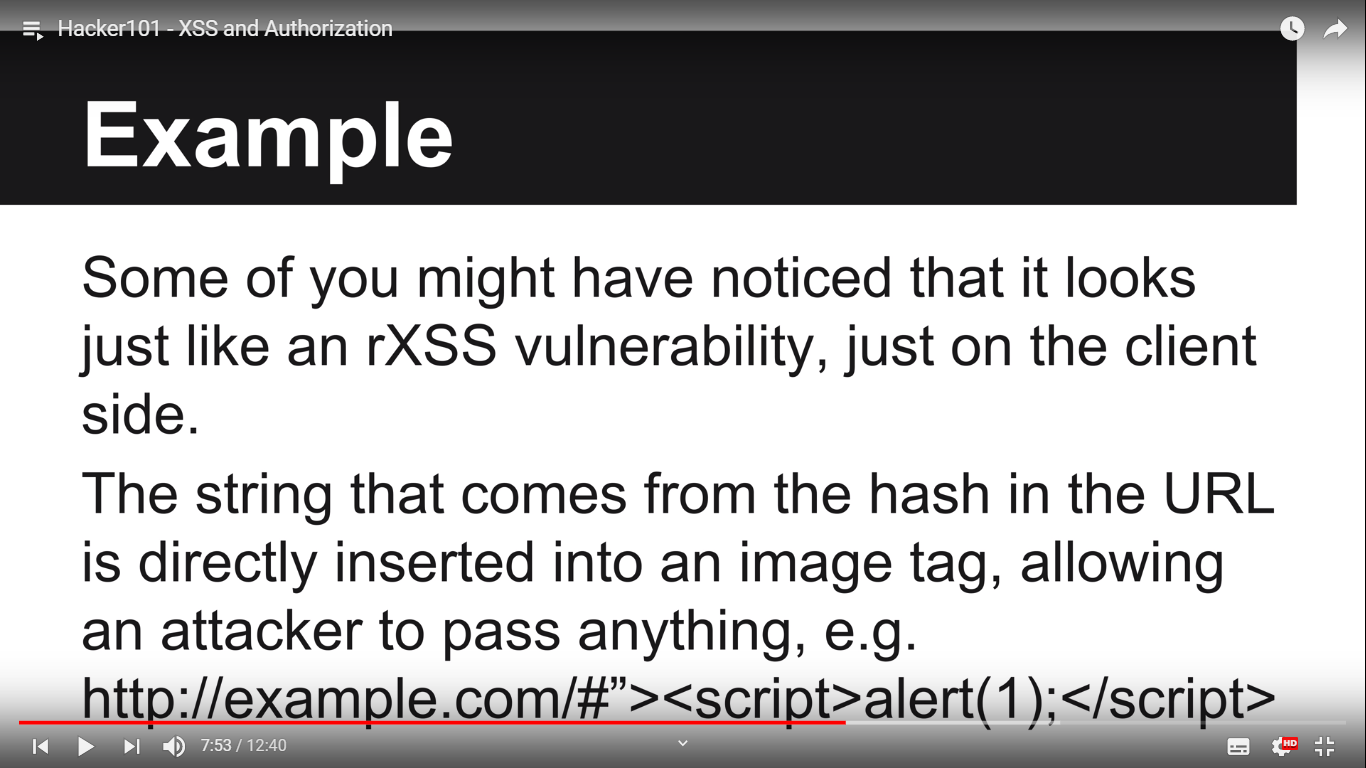 Hacker101 - XSS and Authorization
Example
Some of you might have noticed that it looks
just like an rXSS vulnerability, just on the client
side.
The string that comes from the hash in the URL
is directly inserted into an image tag, allowing
an attacker to pass anything, e.g.
http://example.com/#”><script>alert(1);</script>
7:53 / 12:40
HD